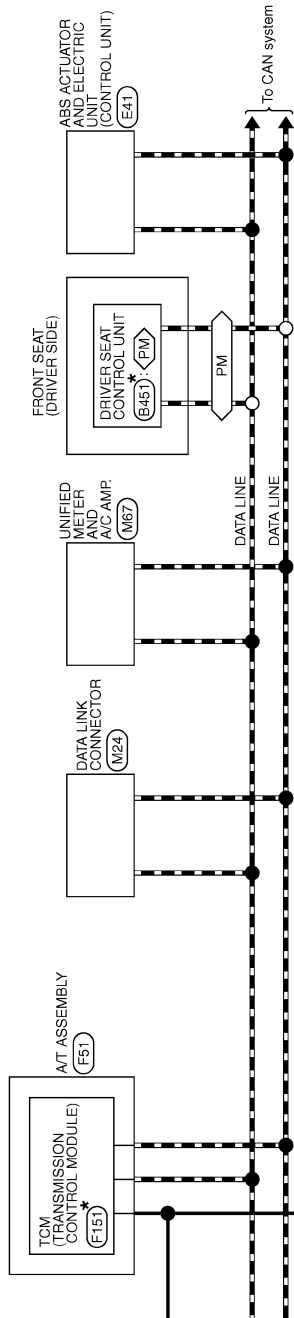 ABS ACTUATOR
AND ELECTRIC
UNIT
(CONTROL UNIT)
E41
To CAN system
FRONT SEAT
(DRIVER SIDE)
DRIVER SEAT
CONTROL UNIT
* B451 : PM
PM
UNIFIED
METER
AND
A/C AMP.
M67
DATA LINE
DATA LINE
DATA LINK
CONNECTOR
M24
A/T ASSEMBLY
F51
TCM
(TRANSMISSION
CONTROL MODULE)
* F151